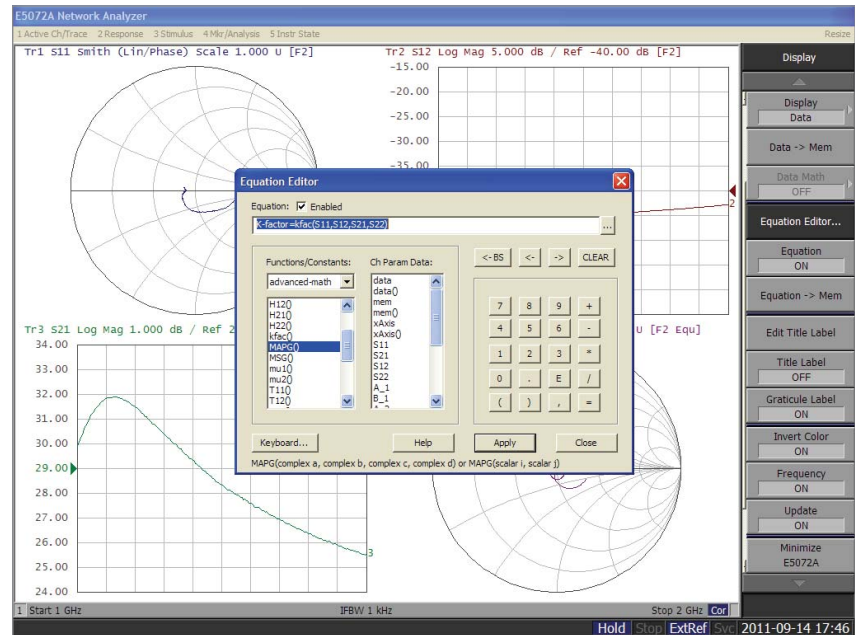 E5072A Network Analyzer
1 Active Ch/Trace 2 Response 3 Stimulus 4 Mkr/Analysis 5 Instr State
Resize
Tr1 S11 Smith (Lin/Phase) Scale 1.000 U [F2]
Tr2 S12 Log Mag 5.000 dB / Ref -40.00 dB [F2]
-15.00
-20.00
-25.00
-30.00
-35.00
2
Equation Editor
Equation: Enabled
K-factor=kfac(S11,S12,S21,S22)
...
Functions/Constants:
advanced-math
H12()
H21()
H22()
kfac()
MAPG()
MSG()
mu1()
mu2()
T11()
T12()
Ch Param Data:
data
data()
mem
mem()
xAxis
xAxis()
S11
S21
S12
S22
A_1
B_1
<-BS <- -> CLEAR
7 8 9 +
4 5 6 -
1 2 3 *
0 . E /
( ) , =
Keyboard... Help Apply Close
MAPG(complex a, complex b, complex c, complex d) or MAPG(scalar i, scalar j)
Tr3 S21 Log Mag 1.000 dB / Ref 2
U [F2 Equ]
34.00
33.00
32.00
31.00
30.00
29.00
28.00
27.00
26.00
25.00
24.00
3
1 Start 1 GHz IFBW 1 kHz Stop 2 GHz Cor
Hold Stop ExtRef Svc 2011-09-14 17:46
Display
Display
Data
Data -> Mem
Data Math
OFF
Equation Editor...
Equation
ON
Equation -> Mem
Edit Title Label
Title Label
OFF
Graticule Label
ON
Invert Color
ON
Frequency
ON
Update
ON
Minimize
E5072A